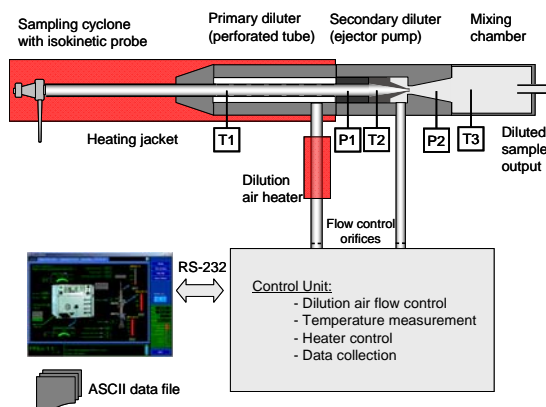 Sampling cyclone
with isokinetic probe
Primary diluter
(perforated tube)
Secondary diluter
(ejector pump)
Mixing
chamber
Heating jacket
T1
P1
T2
P2
T3
Diluted
sample
output
Dilution
air heater
Flow control
orifices
RS-232
Control Unit:
- Dilution air flow control
- Temperature measurement
- Heater control
- Data collection
ASCII data file